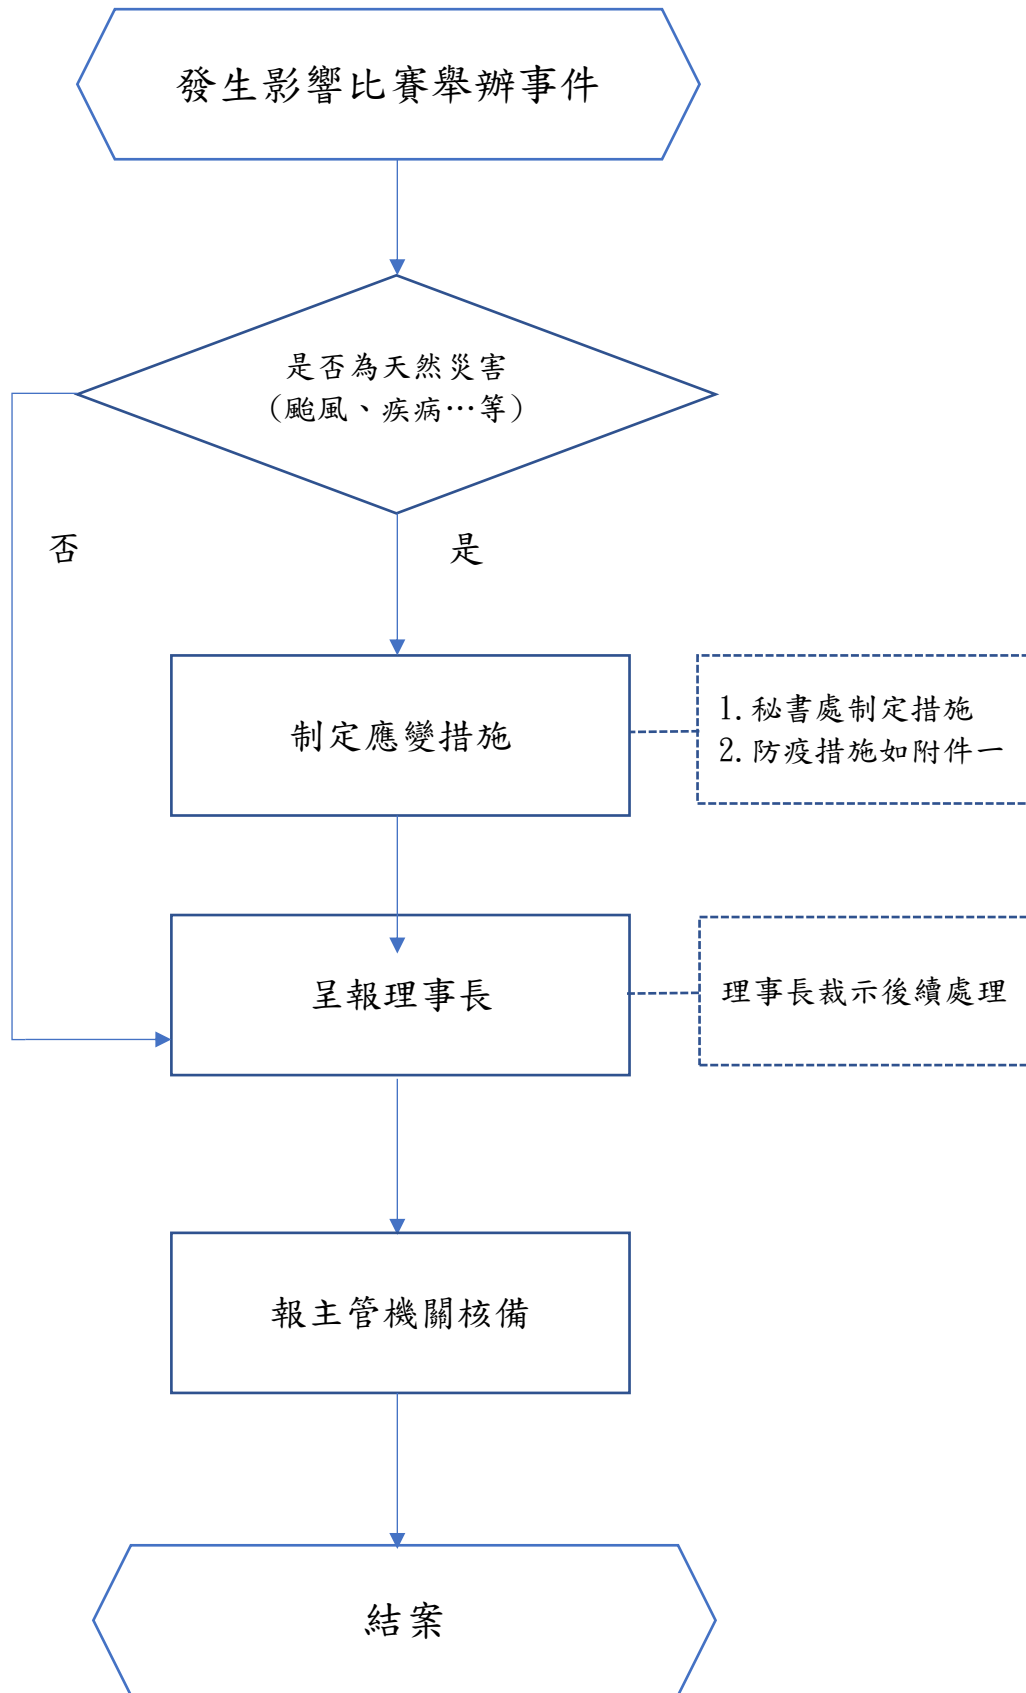 發生影響比賽舉辦事件
是否為天然災害
(颱風、疾病…等)
否
是
制定應變措施
1.秘書處制定措施
2.防疫措施如附件一
呈報理事長
理事長裁示後續處理
報主管機關核備
結案